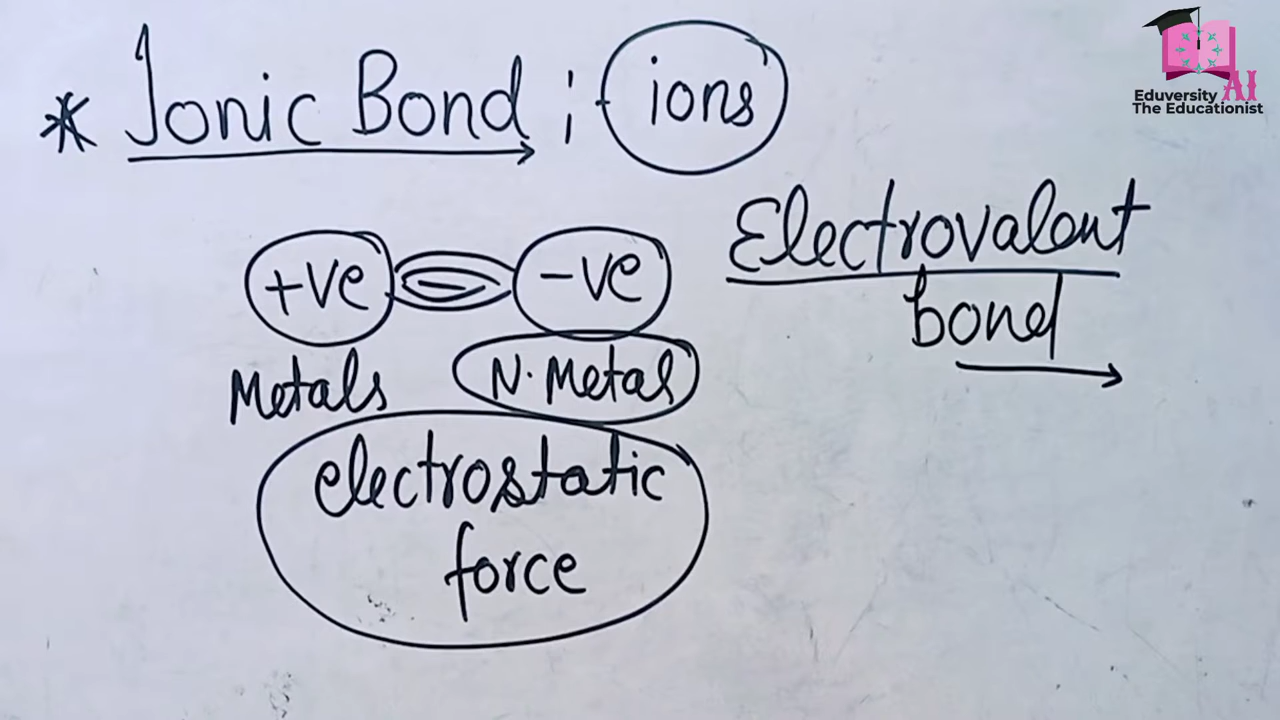 * Ionic Bond :- ions
+ve -ve
Metals N. Metal
electrostatic
force
Electrovalent
bond
AI
Eduversity
The Educationist